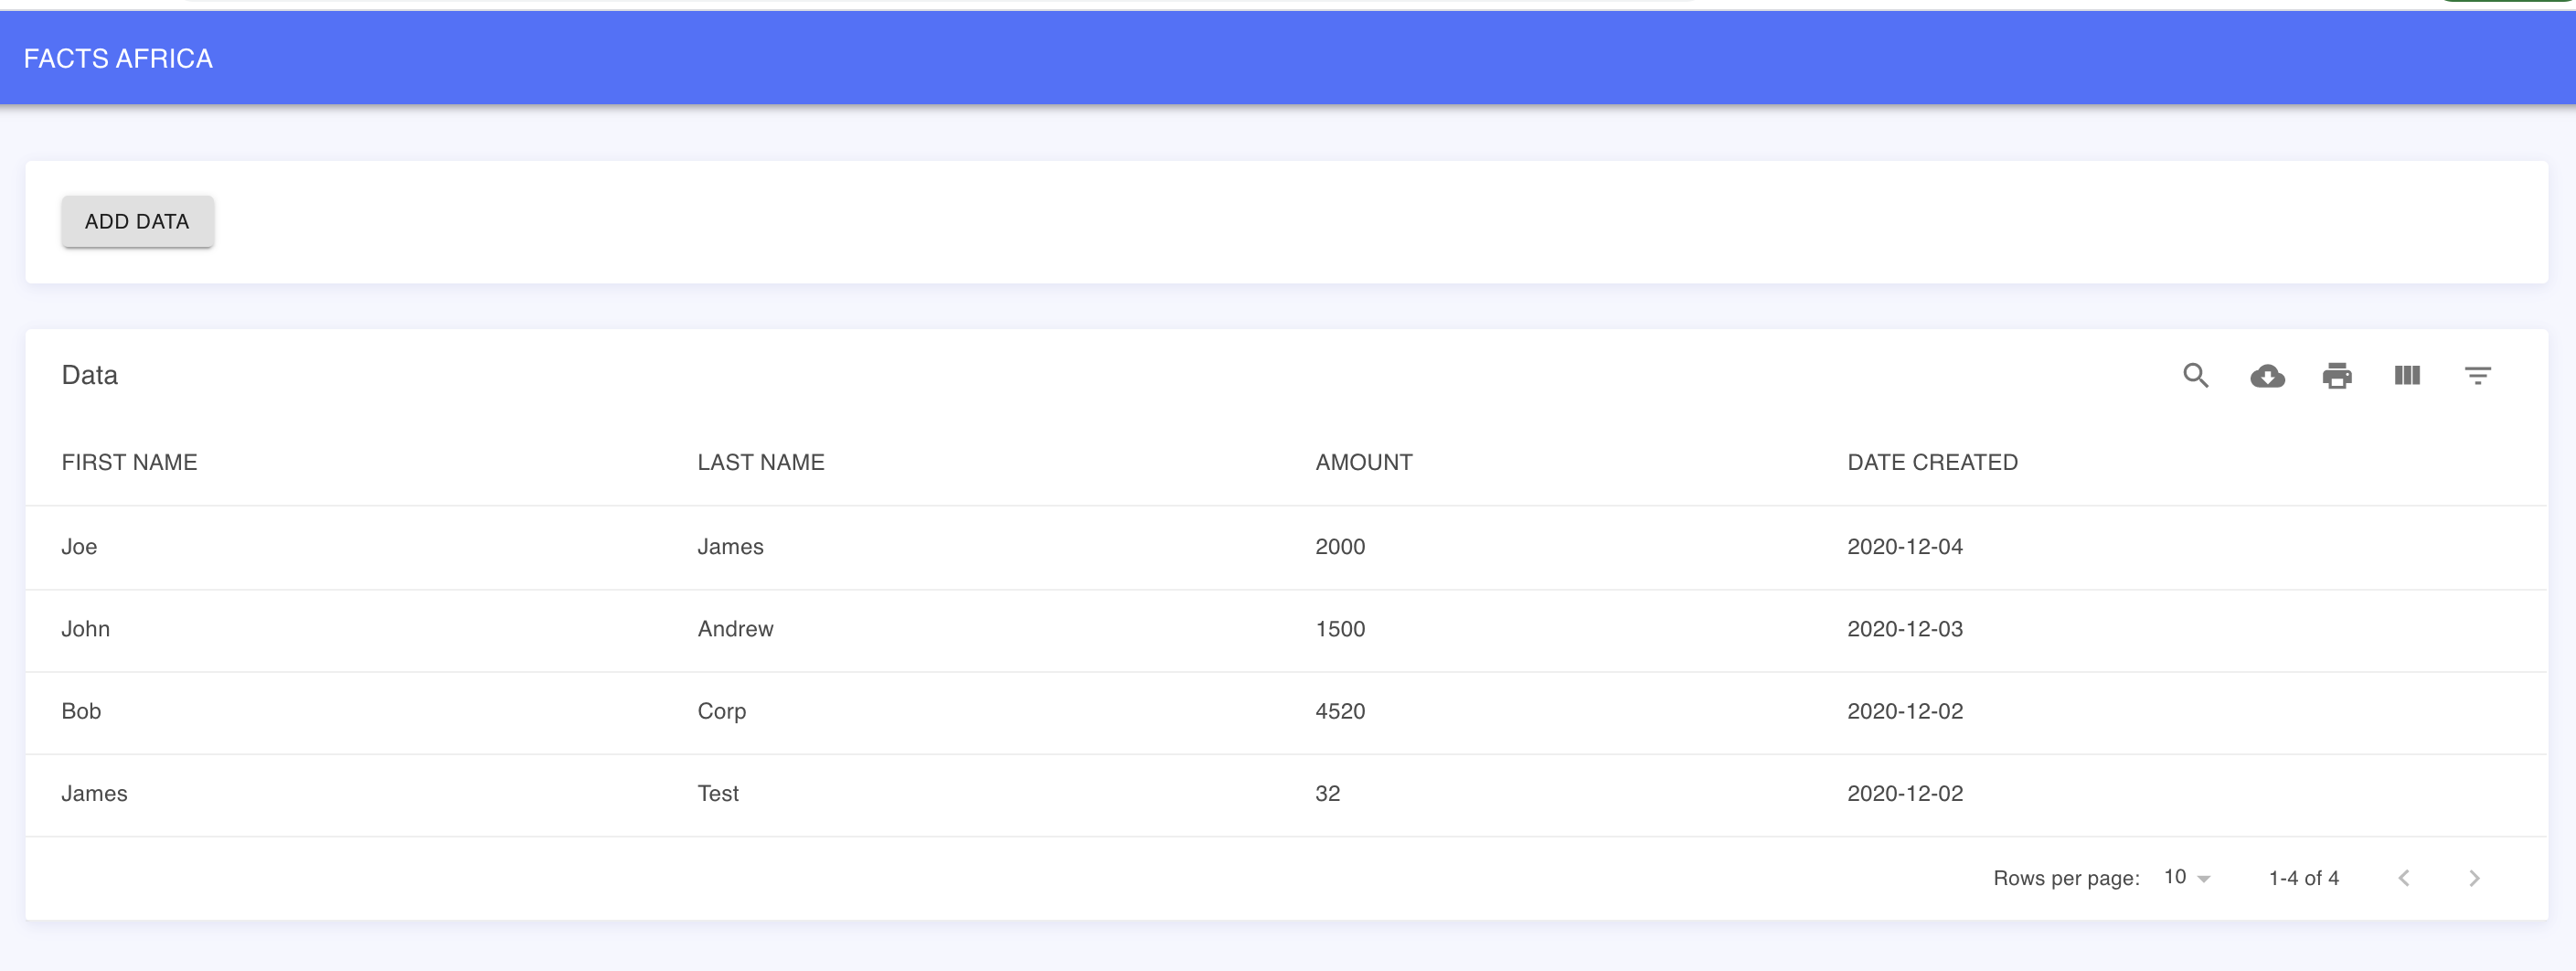 FACTS AFRICA
ADD DATA
Data
FIRST NAME LAST NAME AMOUNT DATE CREATED
Joe James 2000 2020-12-04
John Andrew 1500 2020-12-03
Bob Corp 4520 2020-12-02
James Test 32 2020-12-02
Rows per page: 10 1-4 of 4